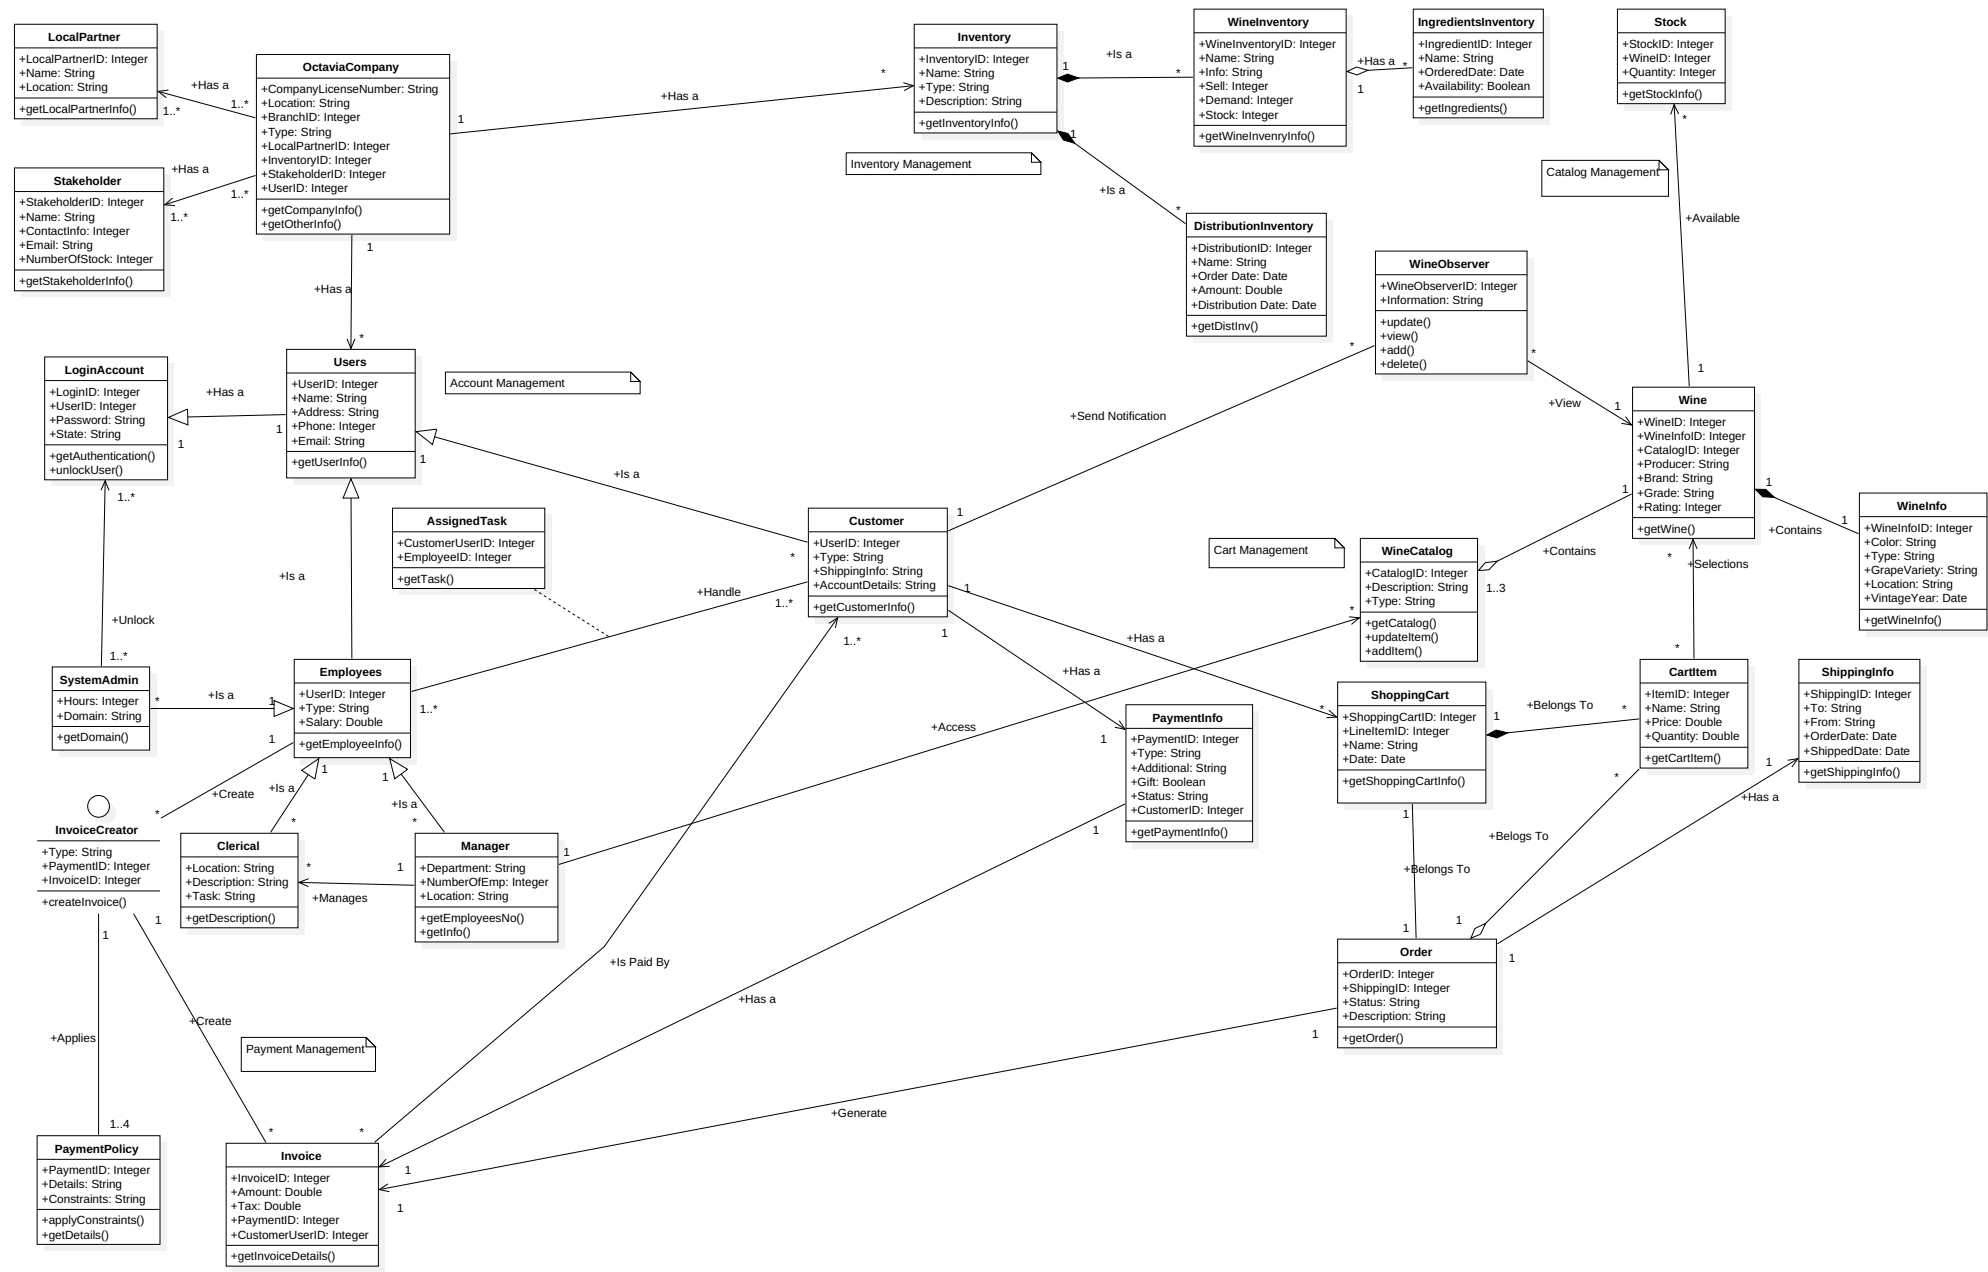 LocalPartner
+LocalPartnerID: Integer
+Name: String
+Location: String
+getLocalPartnerInfo()
+Has a
1..*
1..*
OctaviaCompany
+CompanyLicenseNumber: String
+Location: String
+BranchID: Integer
+Type: String
+LocalPartnerID: Integer
+InventoryID: Integer
+StakeholderID: Integer
+UserID: Integer
+getCompanyInfo()
+getOtherInfo()
Stakeholder
+StakeholderID: Integer
+Name: String
+ContactInfo: Integer
+Email: String
+NumberOfStock: Integer
+getStakeholderInfo()
+Has a
1..*
1..*
1
+Has a
*
Inventory
+InventoryID: Integer
+Name: String
+Type: String
+Description: String
+getInventoryInfo()
Inventory Management
1
+Is a
*
WineInventory
+WineInventoryID: Integer
+Name: String
+Info: String
+Sell: Integer
+Demand: Integer
+Stock: Integer
+getWineInvenryInfo()
+Has a
*
1
IngredientsInventory
+IngredientID: Integer
+Name: String
+OrderedDate: Date
+Availability: Boolean
+getIngredients()
1
+Is a
*
DistributionInventory
+DistributionID: Integer
+Name: String
+Order Date: Date
+Amount: Double
+Distribution Date: Date
+getDistInv()
Stock
+StockID: Integer
+WineID: Integer
+Quantity: Integer
+getStockInfo()
*
Catalog Management
+Available
1
1
+Has a
*
Users
+UserID: Integer
+Name: String
+Address: String
+Phone: Integer
+Email: String
+getUserInfo()
Account Management
LoginAccount
+LoginID: Integer
+UserID: Integer
+Password: String
+State: String
+getAuthentication()
+unlockUser()
+Has a
1
1
1
+Is a
*
WineObserver
+WineObserverID: Integer
+Information: String
+update()
+view()
+add()
+delete()
*
+Send Notification
1
*
+View
1
Wine
+WineID: Integer
+WineInfoID: Integer
+CatalogID: Integer
+Producer: String
+Brand: String
+Grade: String
+Rating: Integer
+getWine()
1
+Contains
1
WineInfo
+WineInfoID: Integer
+Color: String
+Type: String
+GrapeVariety: String
+Location: String
+VintageYear: Date
+getWineInfo()
1
+Contains
1..3
AssignedTask
+CustomerUserID: Integer
+EmployeeID: Integer
+getTask()
+Is a
Customer
+UserID: Integer
+Type: String
+ShippingInfo: String
+AccountDetails: String
+getCustomerInfo()
Cart Management
WineCatalog
+CatalogID: Integer
+Description: String
+Type: String
+getCatalog()
+updateItem()
+addItem()
*
+Selections
*
+Handle
1..*
1..*
1..*
+Unlock
1..*
SystemAdmin
+Hours: Integer
+Domain: String
+getDomain()
*
+Is a
1
Employees
+UserID: Integer
+Type: String
+Salary: Double
+getEmployeeInfo()
1
+Has a
*
1
+Has a
1
1..*
*
+Access
1
PaymentInfo
+PaymentID: Integer
+Type: String
+Additional: String
+Gift: Boolean
+Status: String
+CustomerID: Integer
+getPaymentInfo()
ShoppingCart
+ShoppingCartID: Integer
+LineItemID: Integer
+Name: String
+Date: Date
+getShoppingCartInfo()
1
+Belongs To
*
CartItem
+ItemID: Integer
+Name: String
+Price: Double
+Quantity: Double
+getCartItem()
ShippingInfo
+ShippingID: Integer
+To: String
+From: String
+OrderDate: Date
+ShippedDate: Date
+getShippingInfo()
1
+Create
*
1
+Is a
*
1
+Is a
*
InvoiceCreator
+Type: String
+PaymentID: Integer
+InvoiceID: Integer
+createInvoice()
Clerical
+Location: String
+Description: String
+Task: String
+getDescription()
*
1
+Manages
Manager
+Department: String
+NumberOfEmp: Integer
+Location: String
+getEmployeesNo()
+getInfo()
1
+Belongs To
1
*
+Belogs To
1
1
+Has a
1
Order
+OrderID: Integer
+ShippingID: Integer
+Status: String
+Description: String
+getOrder()
1
+Applies
1..4
1
+Create
*
Payment Management
+Is Paid By
*
1
+Has a
1
1
+Generate
1
PaymentPolicy
+PaymentID: Integer
+Details: String
+Constraints: String
+applyConstraints()
+getDetails()
Invoice
+InvoiceID: Integer
+Amount: Double
+Tax: Double
+PaymentID: Integer
+CustomerUserID: Integer
+getInvoiceDetails()